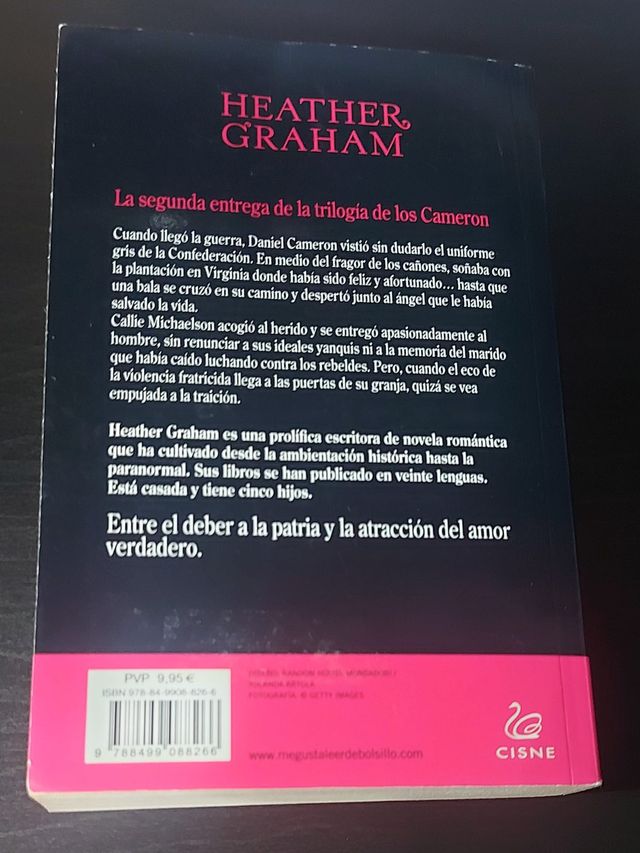 HEATHER
GRAHAM
La segunda entrega de la trilogía de los Cameron
Cuando llegó la guerra, Daniel Cameron vistió sin dudarlo el uniforme
gris de la Confederación. En medio del fragor de los cañones, soñaba con
la plantación en Virginia donde había sido feliz y afortunado... hasta que
una bala se cruzó en su camino y despertó junto al ángel que le había
salvado la vida.
Callie Michaelson acogió al herido y se entregó apasionadamente al
hombre, sin renunciar a sus ideales yanquis ni a la memoria del marido
que había caído luchando contra los rebeldes. Pero, cuando el eco de
la violencia fratricida llega a las puertas de su granja, quizá se vea
empujada a la traición.
Heather Graham es una prolífica escritora de novela romántica
que ha cultivado desde la ambientación histórica hasta la
paranormal. Sus libros se han publicado en veinte lenguas.
Está casada y tiene cinco hijos.
Entre el deber a la patria y la atracción del amor
verdadero.
PVP 9,95 €
ISBN 978-84-9908-826-6
9 788499 088266
DISEÑO: RANDOM HOUSE MONDADORI /
YOLANDA ARTOLA
FOTOGRAFÍA: © GETTY IMAGES
www.megustaleerdebolsillo.com
CISNE